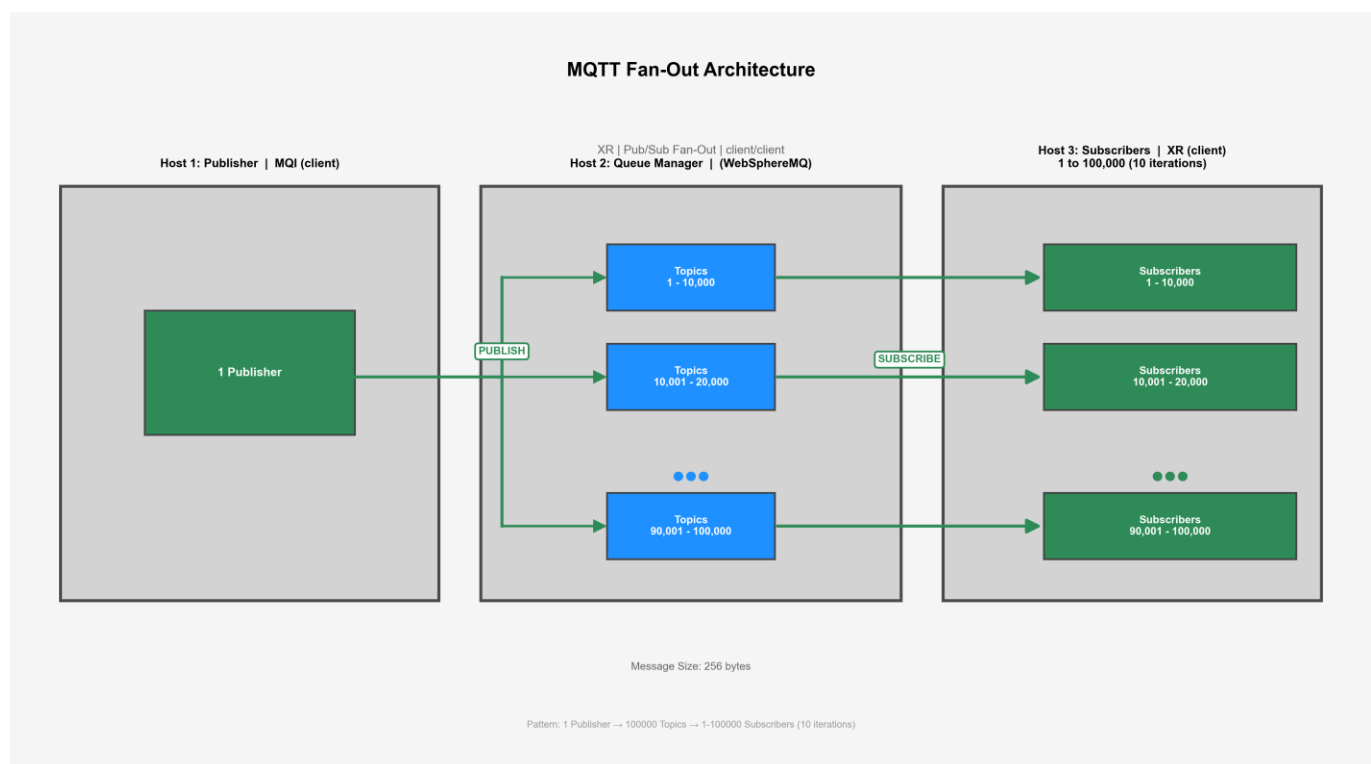 MQTT Fan-Out Architecture
Host 1: Publisher | MQI (client)
XR | Pub/Sub Fan-Out | client/client
Host 2: Queue Manager | (WebSphereMQ)
Host 3: Subscribers | XR (client)
1 to 100,000 (10 iterations)
1 Publisher
PUBLISH
Topics
1 - 10,000
Topics
10,001 - 20,000
Topics
90,001 - 100,000
SUBSCRIBE
Subscribers
1 - 10,000
Subscribers
10,001 - 20,000
Subscribers
90,001 - 100,000
Message Size: 256 bytes
Pattern: 1 Publisher → 100000 Topics → 1-100000 Subscribers (10 iterations)